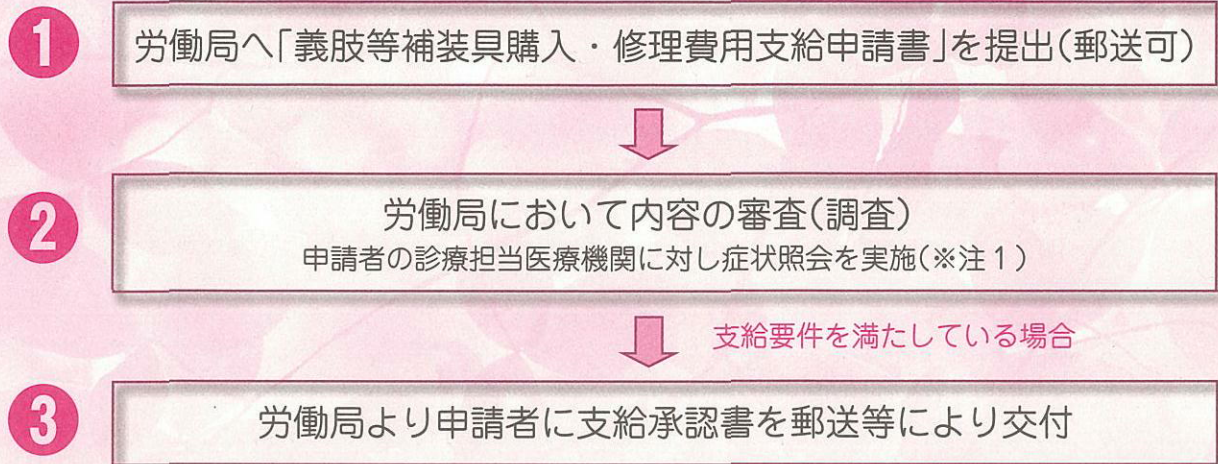 1
労働局へ「義肢等補装具購入・修理費用支給申請書」を提出(郵送可)
2
労働局において内容の審査(調査)
申請者の診療担当医療機関に対し症状照会を実施(※注1)
支給要件を満たしている場合
3
労働局より申請者に支給承認書を郵送等により交付